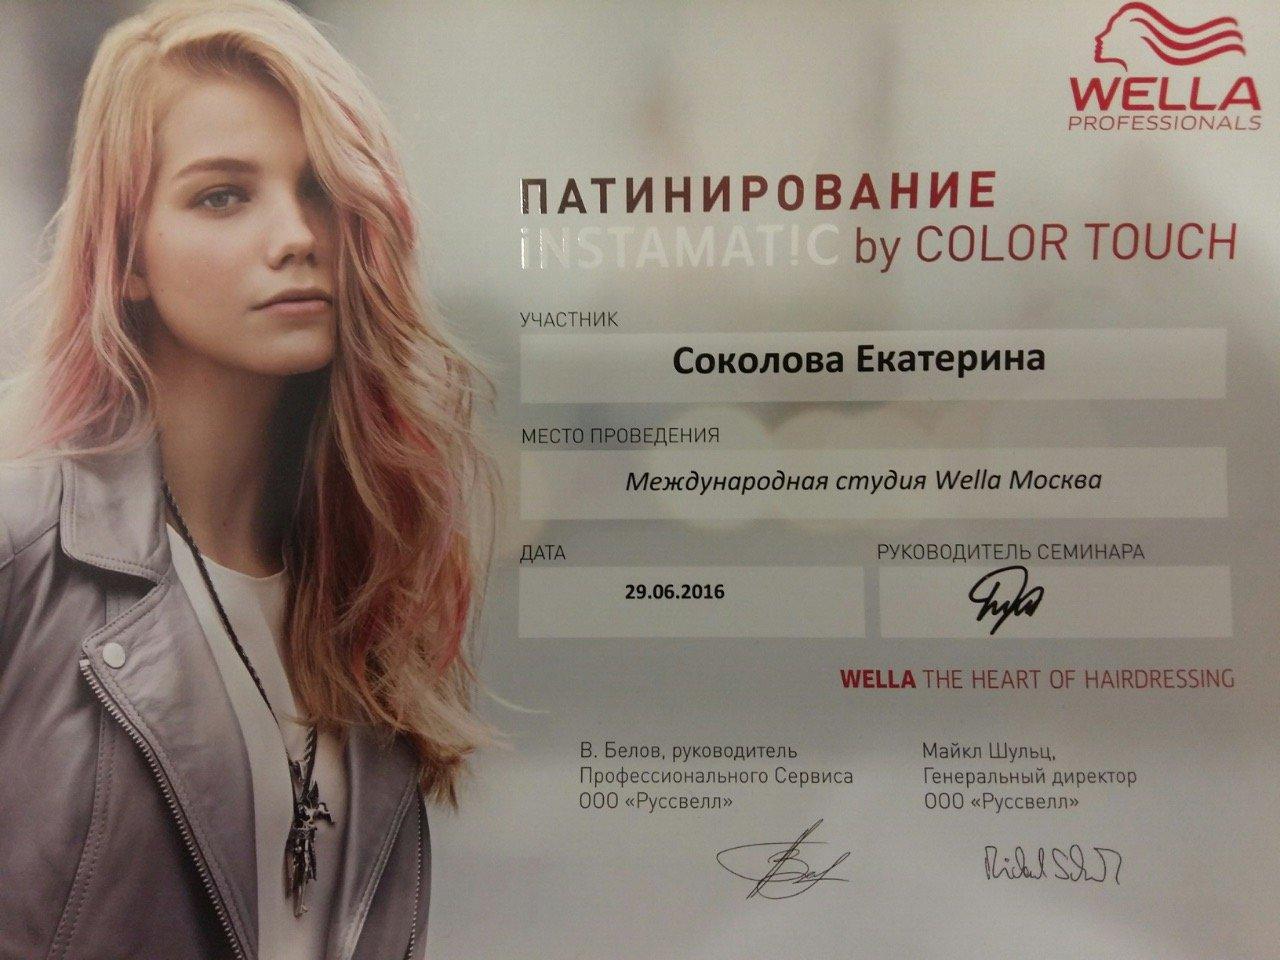 WELLA
PROFESSIONALS
ПАТИНИРОВАНИЕ
iNSTAMAT!C by COLOR TOUCH
УЧАСТНИК
Соколова Екатерина
МЕСТО ПРОВЕДЕНИЯ
Международная студия Wella Москва
ДАТА
РУКОВОДИТЕЛЬ СЕМИНАРА
29.06.2016
WELLA THE HEART OF HAIRDRESSING
В. Белов, руководитель
Профессионального Сервиса
ООО «Руссвелл»
Майкл Шульц,
Генеральный директор
ООО «Руссвелл»